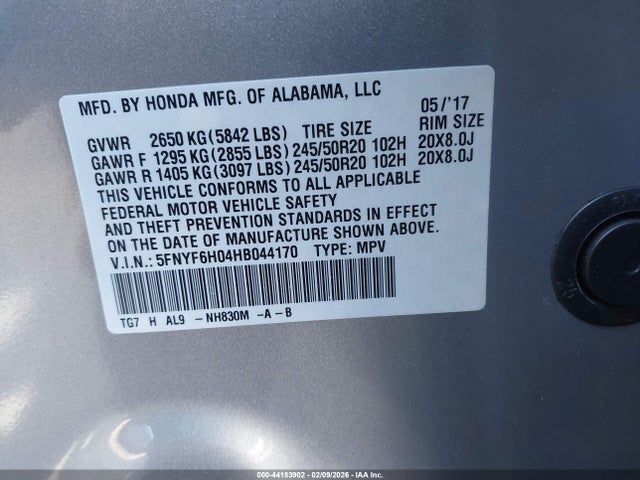 MFD. BY HONDA MFG. OF ALABAMA, LLC 05/'17
GVWR 2650 KG(5842 LBS) TIRE SIZE RIM SIZE
GAWR F 1295 KG(2855 LBS)245/50R20 102H 20X8.0J
GAWR R 1405 KG(3097 LBS)245/50R20 102H 20X8.0J
THIS VEHICLE CONFORMS TO ALL APPLICABLE
FEDERAL MOTOR VEHICLE SAFETY
AND THEFT PREVENTION STANDARDS IN EFFECT
ON THE DATE OF MANUFACTURE SHOWN ABOVE.
V.I.N.: 5FNYF6H04HB044170 TYPE: MPV
TG7 H AL9 -NH830M -A-B
25
000-44183902 - 02/09/2026 - IAA Inc.